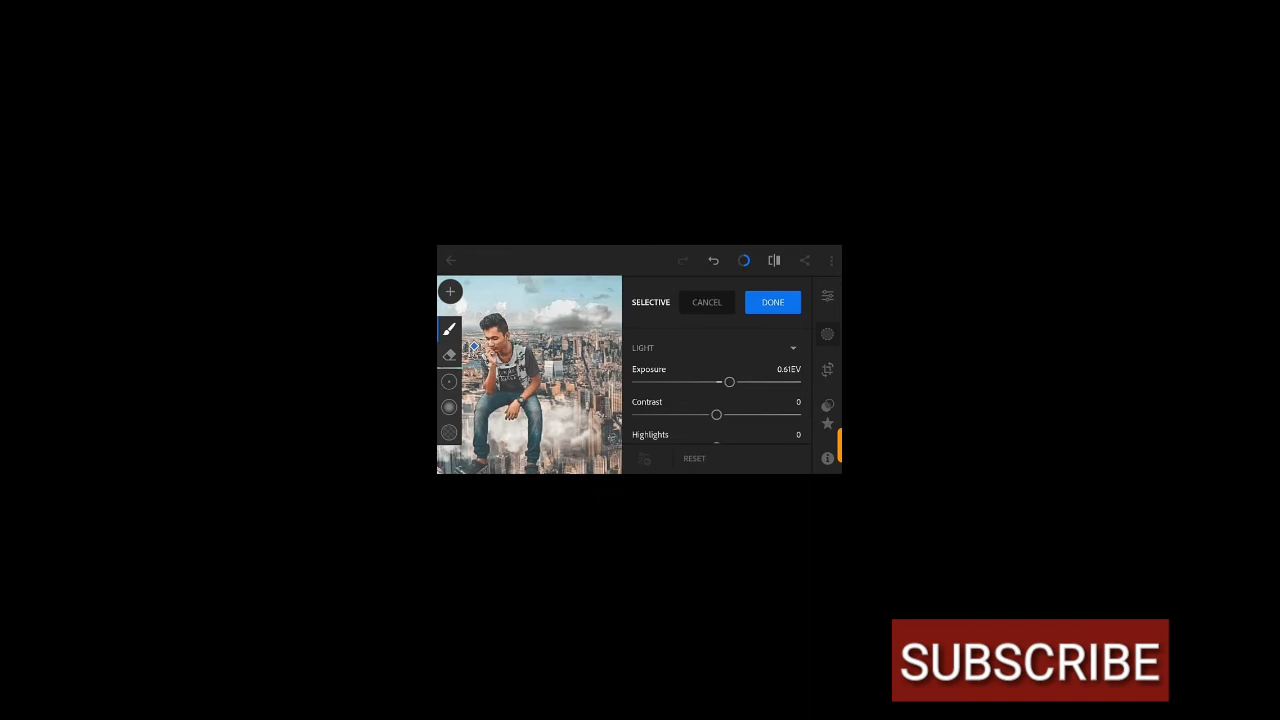 SELECTIVE CANCEL DONE
LIGHT
Exposure 0.61EV
Contrast 0
Highlights 0
RESET
SUBSCRIBE